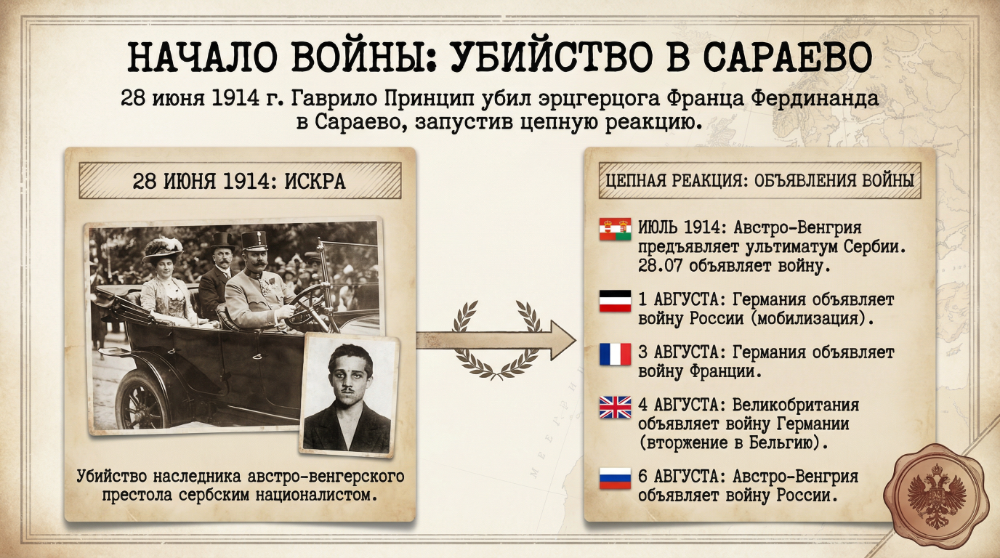 НАЧАЛО ВОЙНЫ: УБИЙСТВО В САРАЕВО
28 июня 1914 г. Гаврило Принцип убил эрцгерцога Франца Фердинанда
в Сараево, запустив цепную реакцию.
28 ИЮНЯ 1914: ИСКРА
Убийство наследника австро-венгерского
престола сербским националистом.
ЦЕПНАЯ РЕАКЦИЯ: ОБЪЯВЛЕНИЯ ВОЙНЫ
ИЮЛЬ 1914: Австро-Венгрия
предъявляет ультиматум Сербии.
28.07 объявляет войну.
1 АВГУСТА: Германия объявляет
войну России (мобилизация).
3 АВГУСТА: Германия объявляет
войну Франции.
4 АВГУСТА: Великобритания
объявляет войну Германии
(вторжение в Бельгию).
6 АВГУСТА: Австро-Венгрия
объявляет войну России.